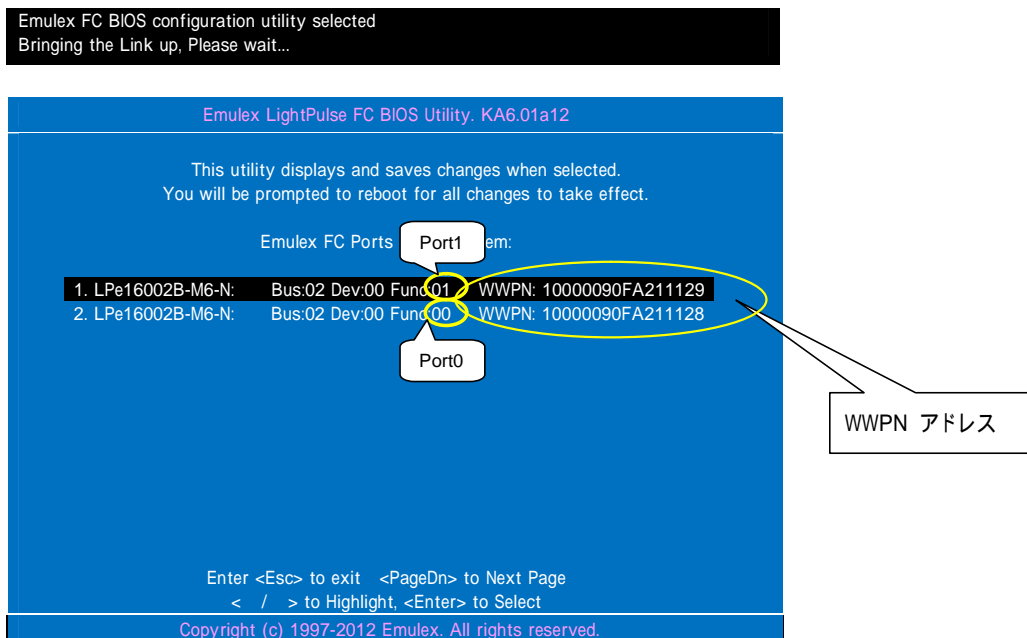 Emulex FC BIOS configuration utility selected
Bringing the Link up, Please wait...
Emulex LightPulse FC BIOS Utility. KA6.01a12
This utility displays and saves changes when selected.
You will be prompted to reboot for all changes to take effect.
Emulex FC Ports em:
Port1
1. LPe16002B-M6-N: Bus:02 Dev:00 Func:01 WWPN: 10000090FA211129
2. LPe16002B-M6-N: Bus:02 Dev:00 Func:00 WWPN: 10000090FA211128
Port0
WWPN アドレス
Enter <Esc> to exit <PageDn> to Next Page
< / > to Highlight, <Enter> to Select
Copyright (c) 1997-2012 Emulex. All rights reserved.